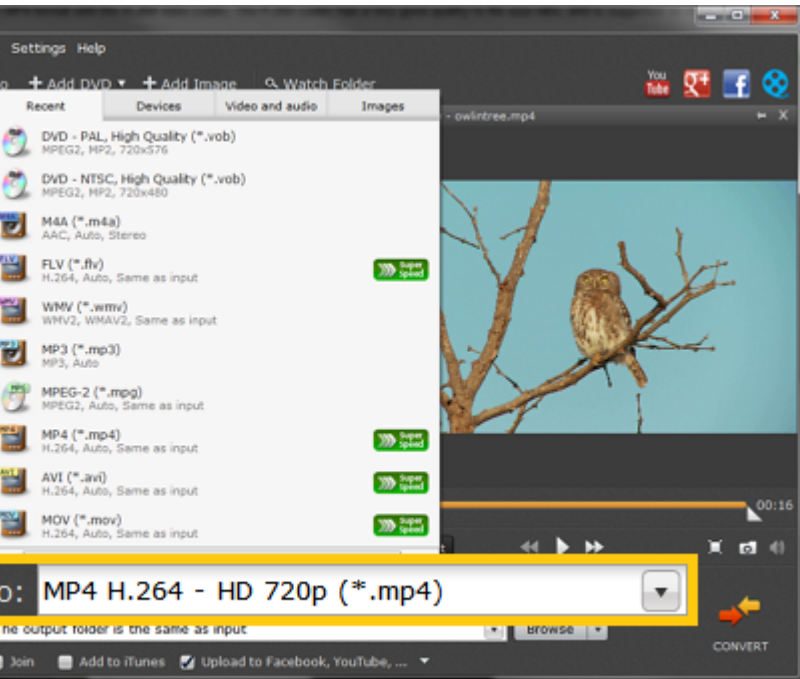 Settings Help
Add DVD Add Image Watch Folder
You Tube
Recent Devices Video and audio Images
- owlintree.mp4
DVD - PAL, High Quality (*.vob)
MPEG2, MP2, 720x576
DVD - NTSC, High Quality (*.vob)
MPEG2, MP2, 720x480
M4A (*.m4a)
AAC, Auto, Stereo
FLV (*.flv)
H.264, Auto, Same as input
Super Speed
WMV (*.wmv)
WMV2, WMAV2, Same as input
MP3 (*.mp3)
MP3, Auto
MPEG-2 (*.mpg)
MPEG2, Auto, Same as input
MP4 (*.mp4)
H.264, Auto, Same as input
Super Speed
AVI (*.avi)
H.264, Auto, Same as input
Super Speed
MOV (*.mov)
H.264, Auto, Same as input
Super Speed
00:16
o: MP4 H.264 - HD 720p (*.mp4)
he output folder is the same as input
Browse
CONVERT
Join Add to iTunes Upload to Facebook, YouTube, ...